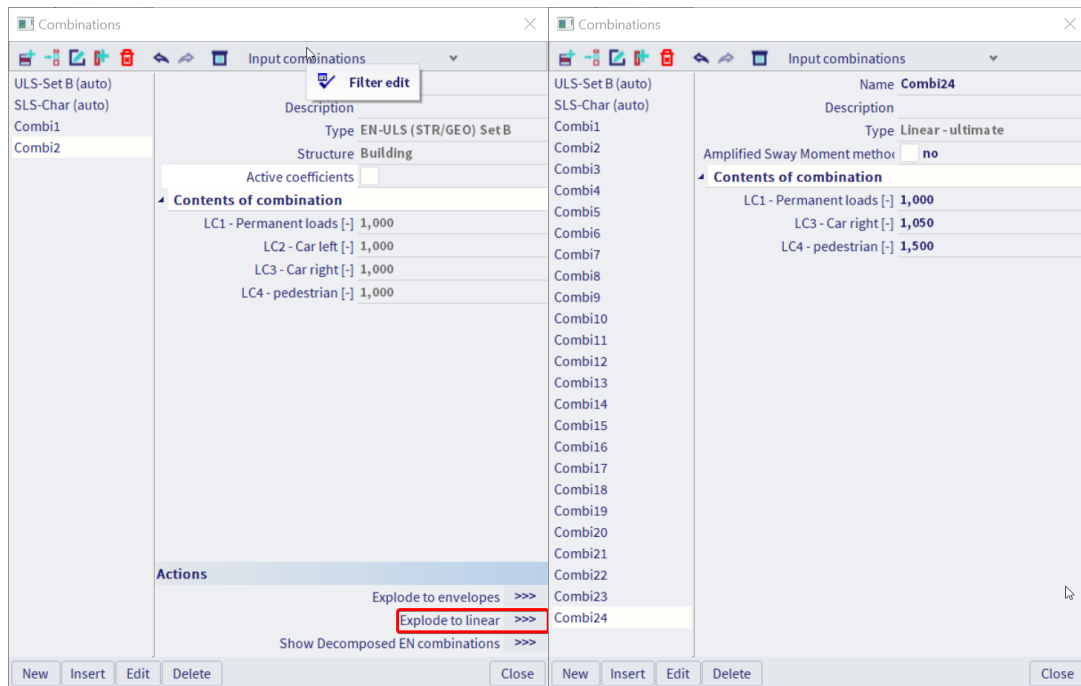 Combinations
Input combinations
Filter edit
ULS-Set B (auto)
SLS-Char (auto)
Combi1
Combi2
Description
Type EN-ULS (STR/GEO) Set B
Structure Building
Active coefficients
Contents of combination
LC1 - Permanent loads [-] 1,000
LC2 - Car left [-] 1,000
LC3 - Car right [-] 1,000
LC4 - pedestrian [-] 1,000
Actions
Explode to envelopes >>>
Explode to linear >>>
Show Decomposed EN combinations >>>
New Insert Edit Delete Close
Combinations
Input combinations
ULS-Set B (auto)
SLS-Char (auto)
Combi1
Combi2
Combi3
Combi4
Combi5
Combi6
Combi7
Combi8
Combi9
Combi10
Combi11
Combi12
Combi13
Combi14
Combi15
Combi16
Combi17
Combi18
Combi19
Combi20
Combi21
Combi22
Combi23
Combi24
Name Combi24
Description
Type Linear - ultimate
Amplified Sway Moment method no
Contents of combination
LC1 - Permanent loads [-] 1,000
LC3 - Car right [-] 1,050
LC4 - pedestrian [-] 1,500
New Insert Edit Delete Close